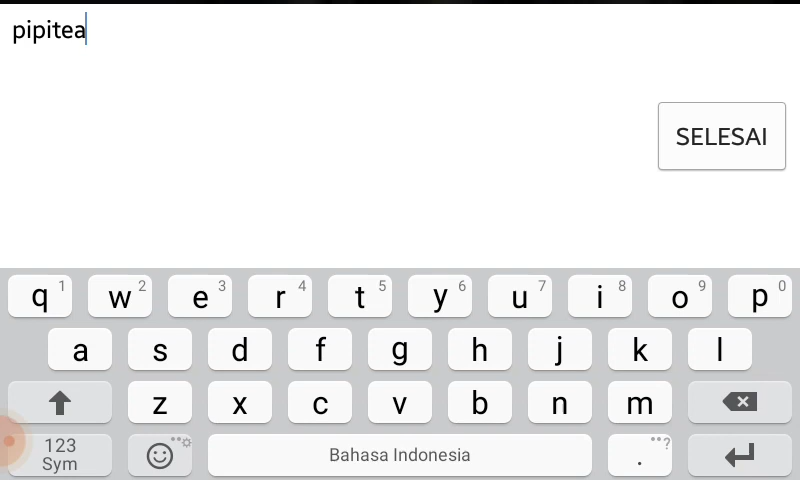 pipitea
SELESAI
q 1 w 2 e 3 r 4 t 5 y 6 u 7 i 8 o 9 p 0
a s d f g h j k l
z x c v b n m
123
Sym
Bahasa Indonesia
. ?